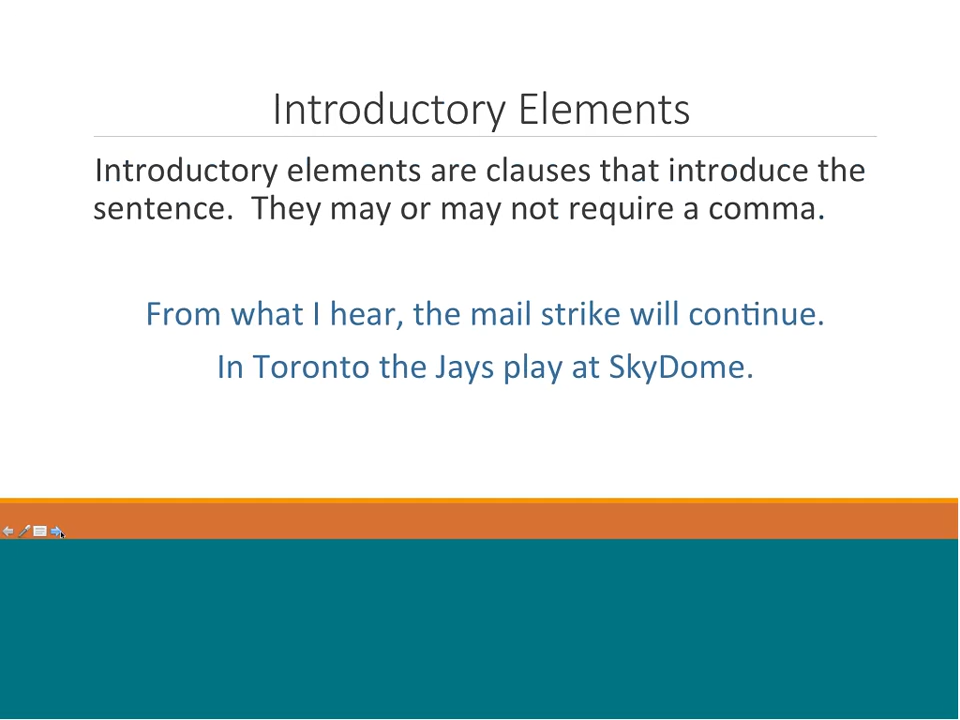 Introductory Elements
Introductory elements are clauses that introduce the
sentence.  They may or may not require a comma.
From what I hear, the mail strike will continue.
In Toronto the Jays play at SkyDome.